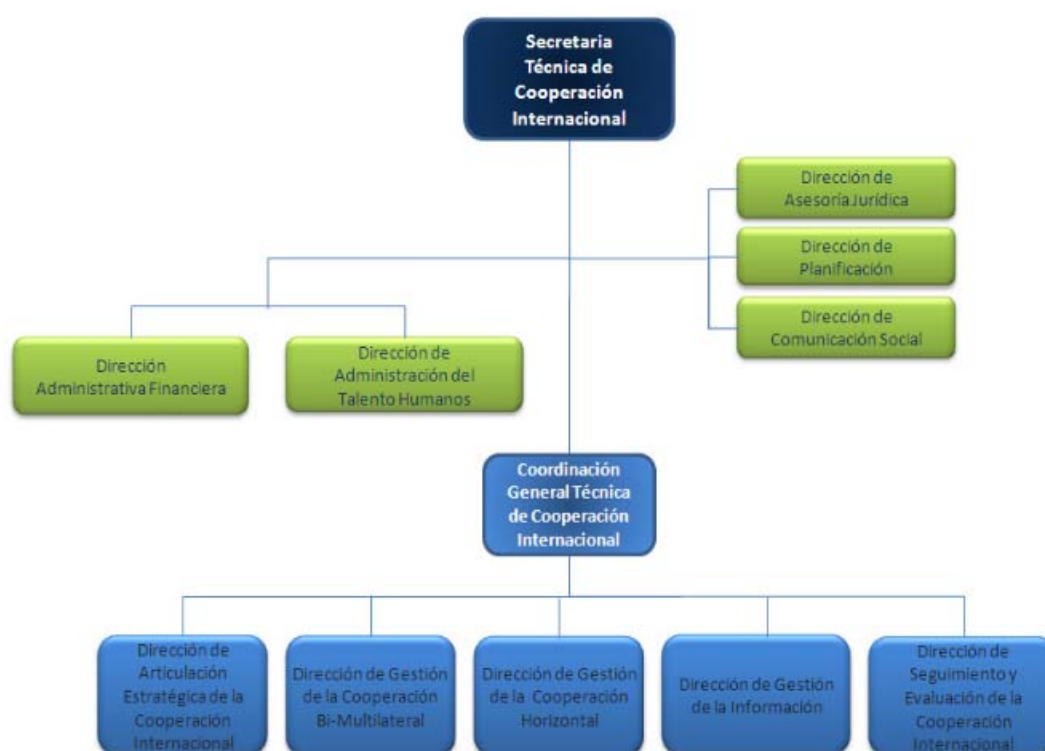 Secretaria
Técnica de
Cooperación
Internacional
Dirección de
Asesoría Jurídica
Dirección de
Planificación
Dirección de
Comunicación Social
Dirección
Administrativa Financiera
Dirección de
Administración del
Talento Humanos
Coordinación
General Técnica
de Cooperación
Internacional
Dirección de
Articulación
Estratégica de la
Cooperación
Internacional
Dirección de Gestión
de la Cooperación
Bi-Multilateral
Dirección de Gestión
de la Cooperación
Horizontal
Dirección de Gestión
de la Información
Dirección de
Seguimiento y
Evaluación de la
Cooperación
Internacional